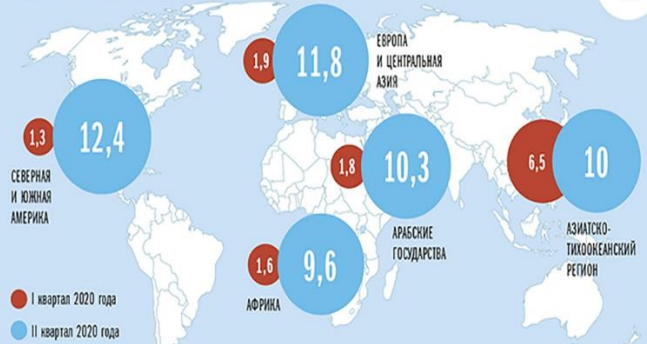 1,9
11,8
ЕВРОПА
И ЦЕНТРАЛЬНАЯ
АЗИЯ
1,3
12,4
СЕВЕРНАЯ
И ЮЖНАЯ
АМЕРИКА
1,8
10,3
АРАБСКИЕ
ГОСУДАРСТВА
6,5
10
АЗИАТСКО-
ТИХООКЕАНСКИЙ
РЕГИОН
1,6
9,6
АФРИКА
I квартал 2020 года
II квартал 2020 года